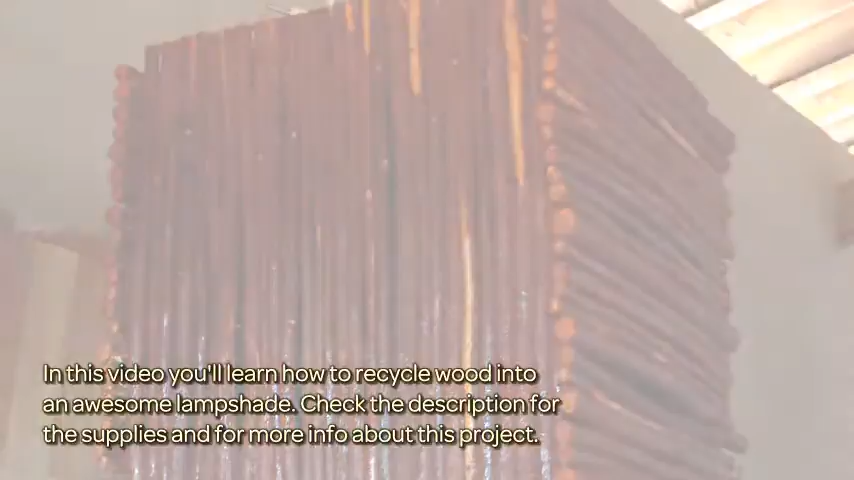 In this video you'll learn how to recycle wood into
an awesome lampshade. Check the description for
the supplies and for more info about this project.